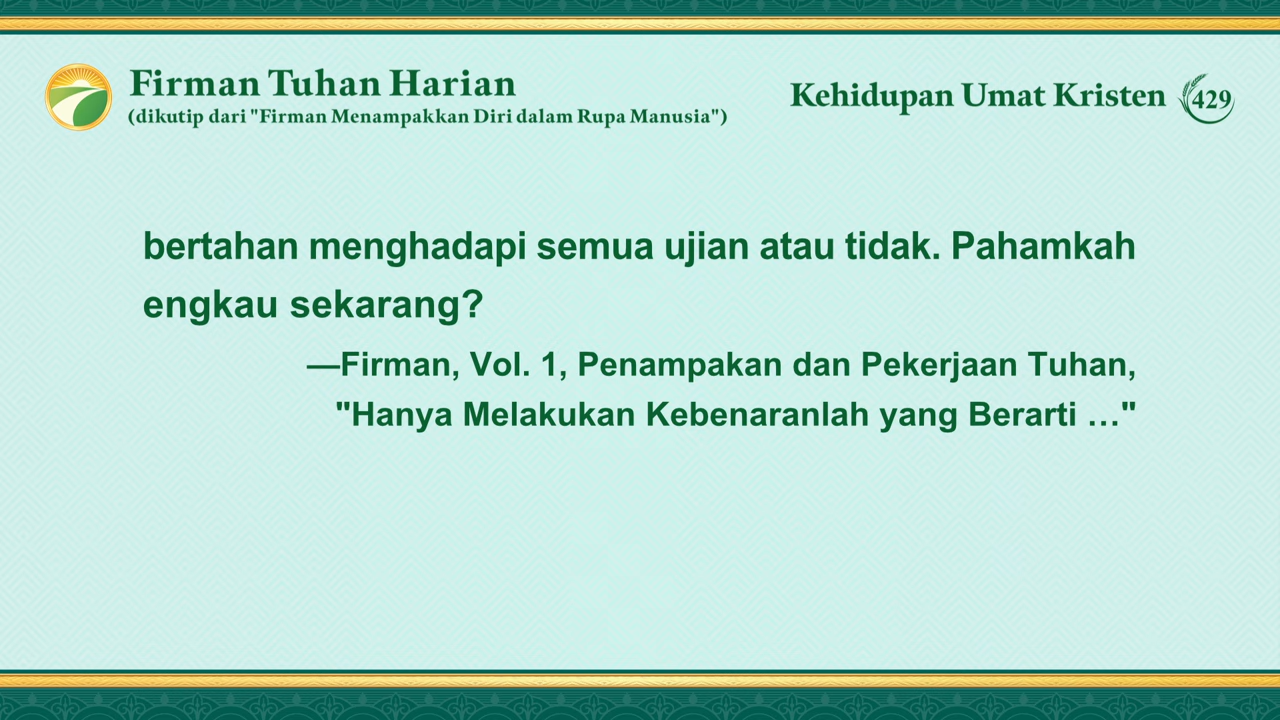 Firman Tuhan Harian
(dikutip dari "Firman Menampakkan Diri dalam Rupa Manusia")
Kehidupan Umat Kristen 429
bertahan menghadapi semua ujian atau tidak. Pahamkah
engkau sekarang?
—Firman, Vol. 1, Penampakan dan Pekerjaan Tuhan,
"Hanya Melakukan Kebenaranlah yang Berarti …"